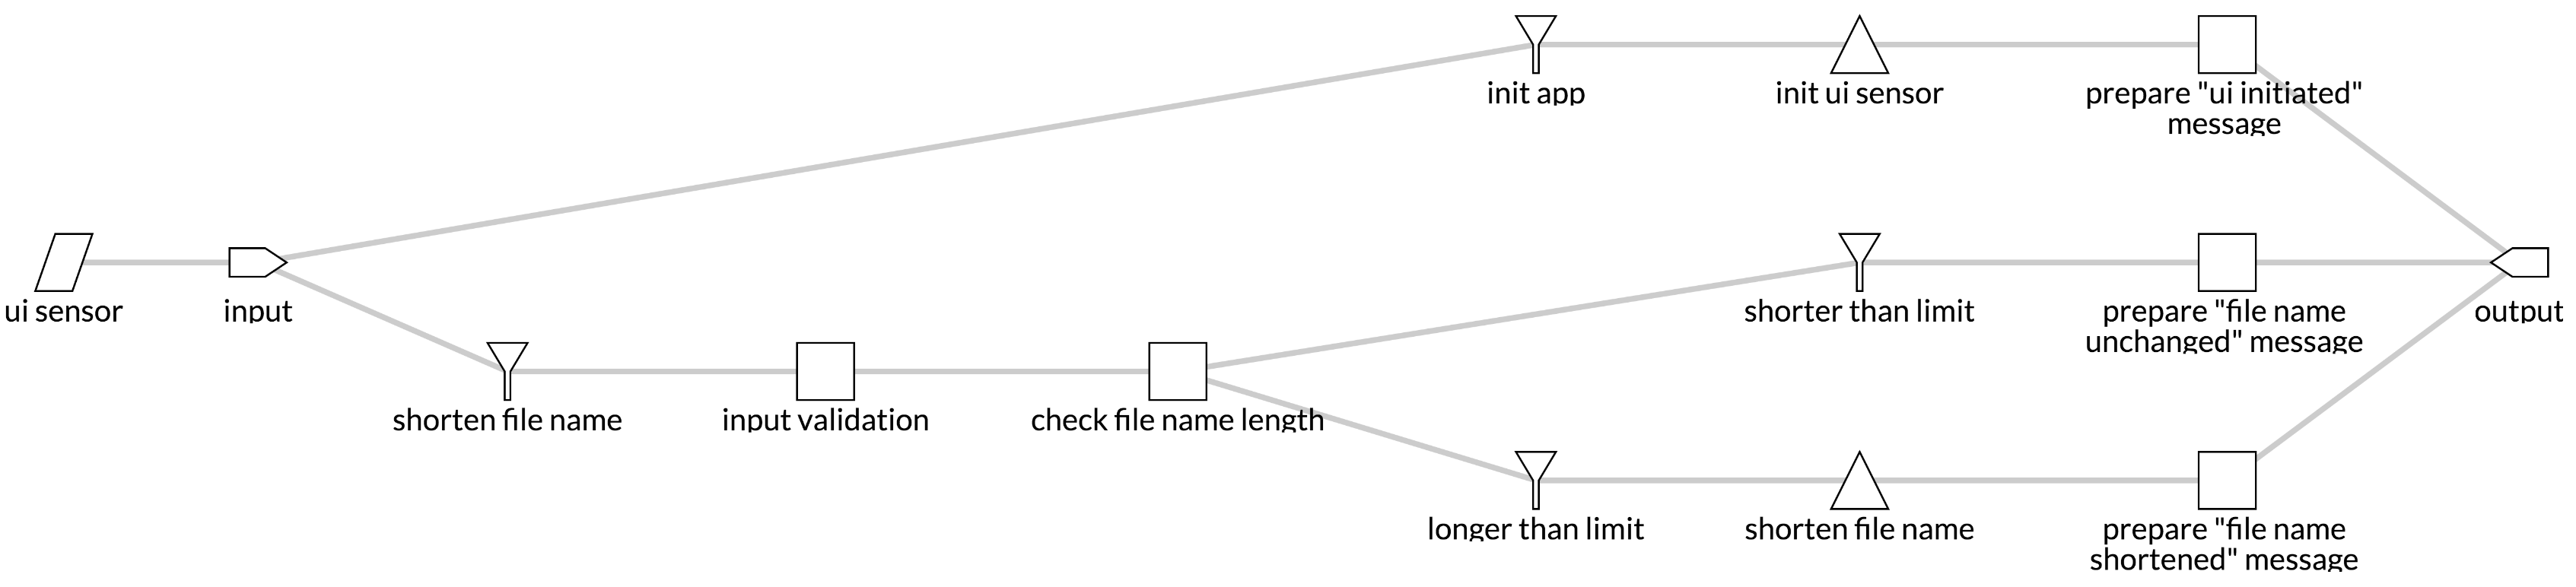 init app
init ui sensor
prepare "ui initiated"
message
ui sensor
input
shorter than limit
prepare "file name
unchanged" message
output
shorten file name
input validation
check file name length
longer than limit
shorten file name
prepare "file name
shortened" message